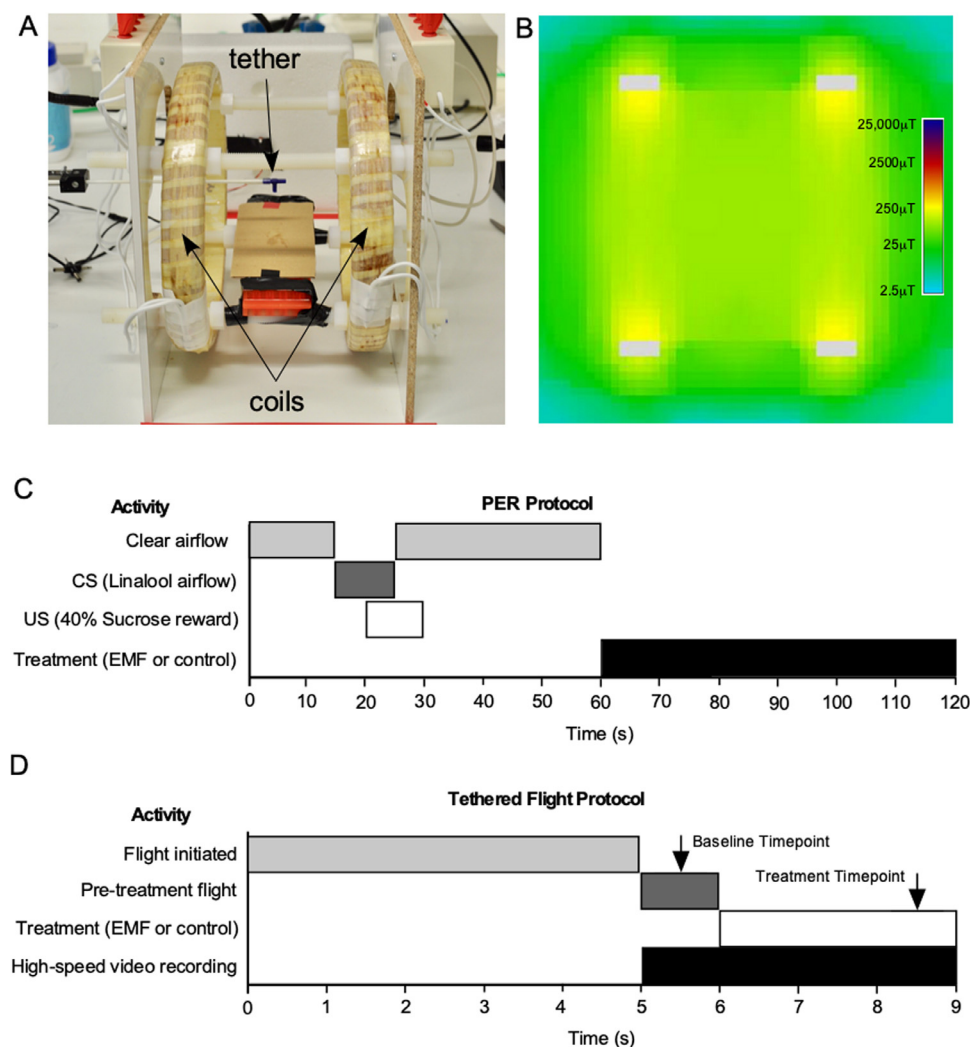 A
tether
coils
B
25,000µT
2500µT
250µT
25µT
2.5µT
C
Activity
PER Protocol
Clear airflow
CS (Linalool airflow)
US (40% Sucrose reward)
Treatment (EMF or control)
0 10 20 30 40 50 60 70 80 90 100 110 120
Time (s)
D
Activity
Tethered Flight Protocol
Flight initiated
Baseline Timepoint
Pre-treatment flight
Treatment Timepoint
Treatment (EMF or control)
High-speed video recording
0 1 2 3 4 5 6 7 8 9
Time (s)